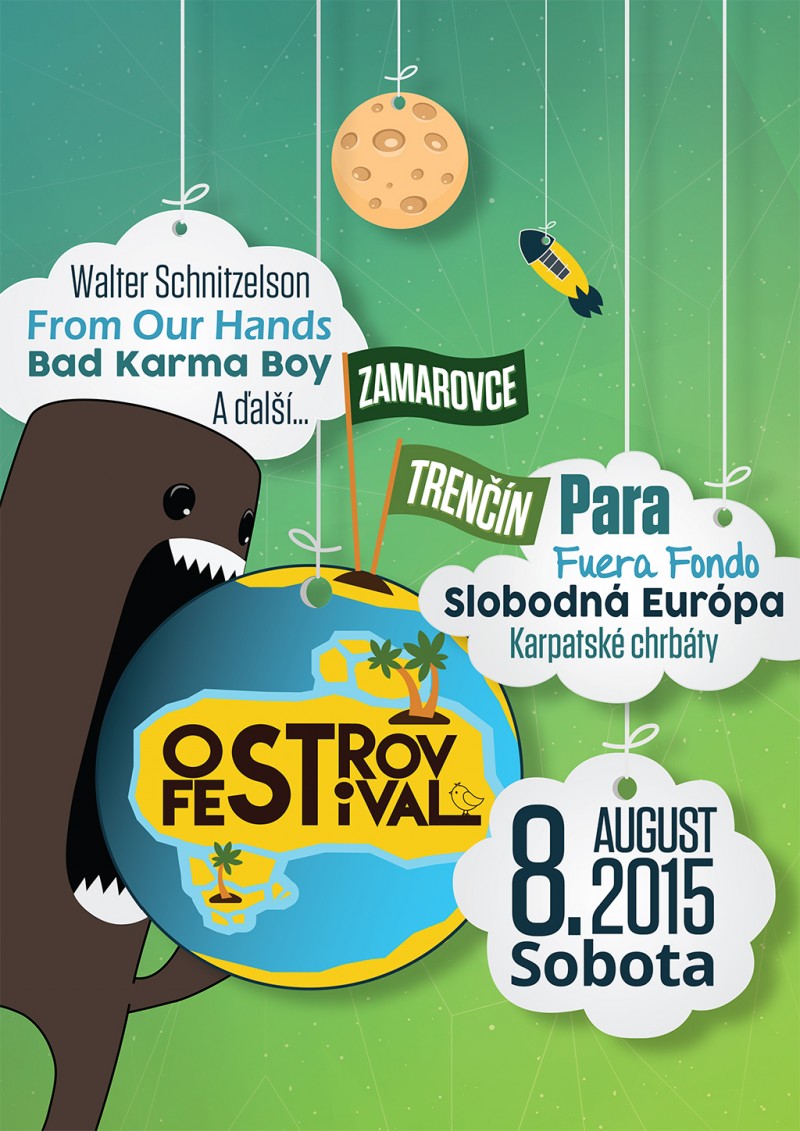 Walter Schnitzelson
From Our Hands
Bad Karma Boy
A ďalší...
ZAMAROVCE
TRENČÍN
Para
Fuera Fondo
Slobodná Európa
Karpatské chrbáty
OSTROV
FESTiVAL
8. AUGUST
2015
Sobota